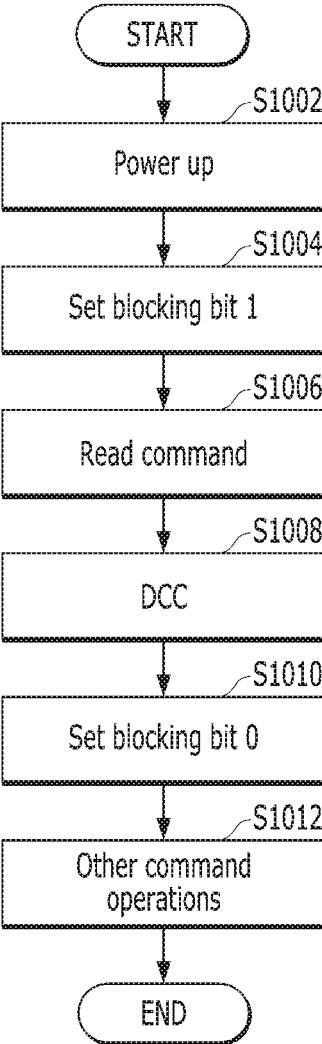 START
S1002
Power up
S1004
Set blocking bit 1
S1006
Read command
S1008
DCC
S1010
Set blocking bit 0
S1012
Other command
operations
END